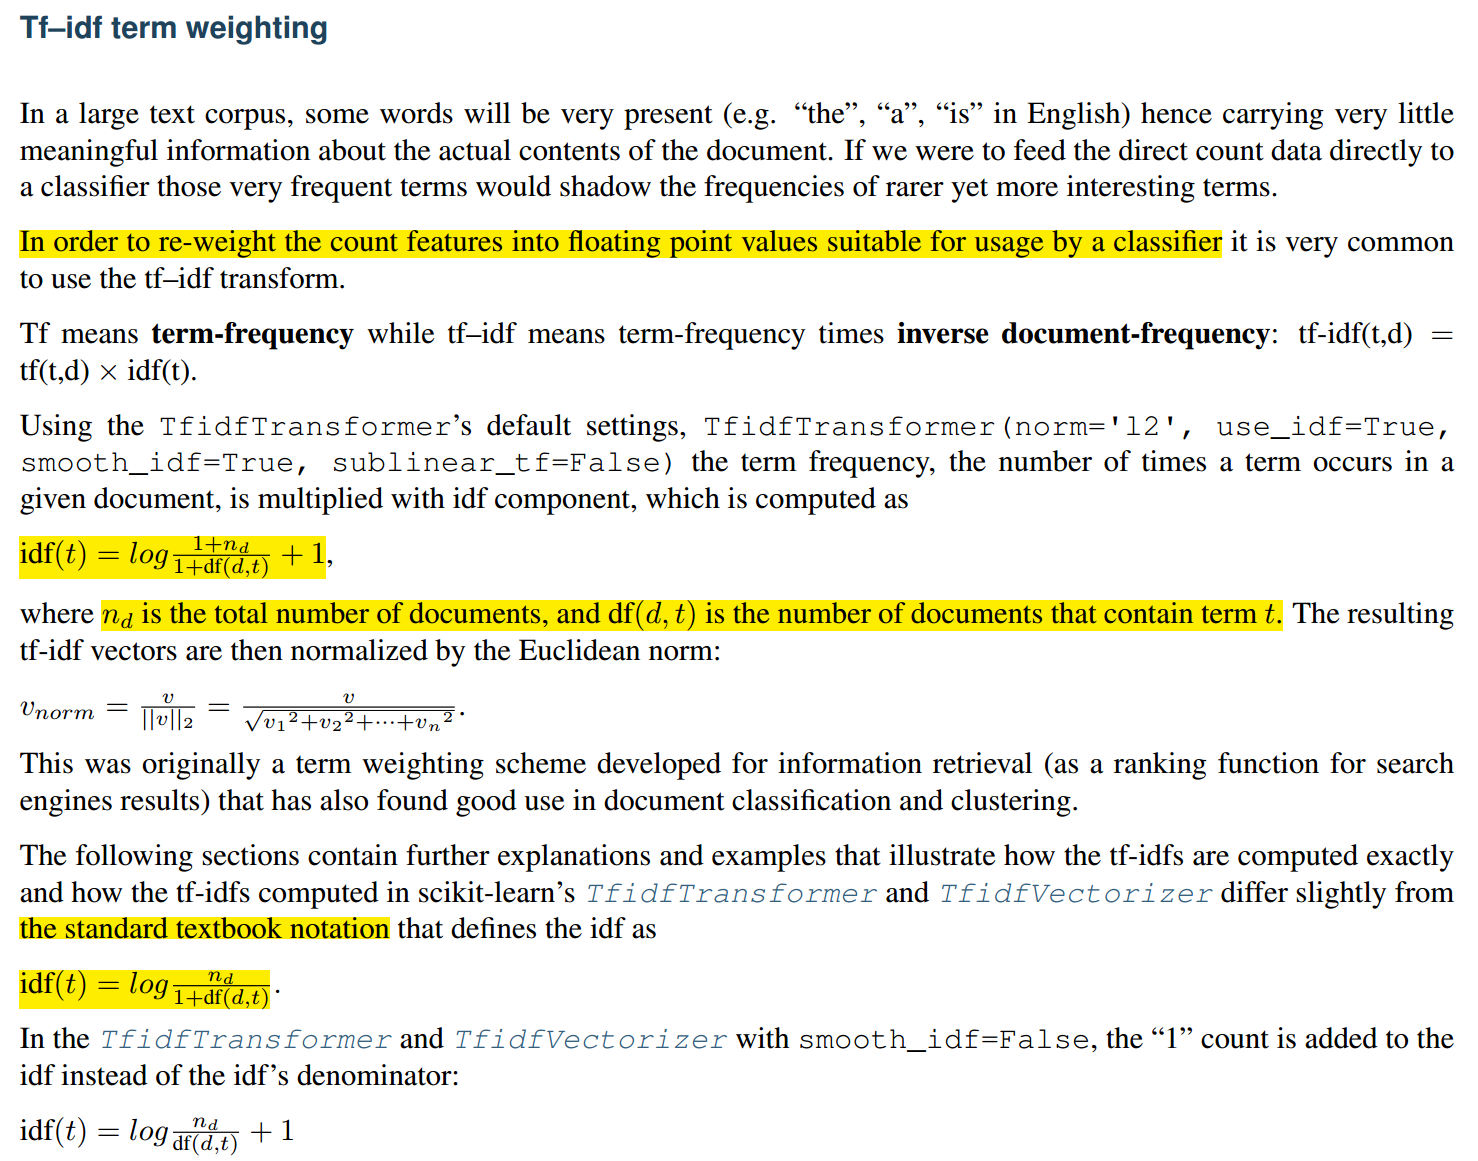 Tf–idf term weighting
In a large text corpus, some words will be very present (e.g. “the”, “a”, “is” in English) hence carrying very little
meaningful information about the actual contents of the document. If we were to feed the direct count data directly to
a classifier those very frequent terms would shadow the frequencies of rarer yet more interesting terms.
In order to re-weight the count features into floating point values suitable for usage by a classifier it is very common
to use the tf–idf transform.
Tf means term-frequency while tf–idf means term-frequency times inverse document-frequency: tf-idf(t,d) =
tf(t,d) × idf(t).
Using the TfidfTransformer’s default settings, TfidfTransformer(norm='l2', use_idf=True,
smooth_idf=True, sublinear_tf=False) the term frequency, the number of times a term occurs in a
given document, is multiplied with idf component, which is computed as
idf(t) = log \frac{1+n_d}{1+df(d,t)} + 1,
where n_d is the total number of documents, and df(d, t) is the number of documents that contain term t. The resulting
tf-idf vectors are then normalized by the Euclidean norm:
v_{norm} = \frac{v}{||v||_2} = \frac{v}{\sqrt{v_1^2+v_2^2+⋯+v_n^2}}.
This was originally a term weighting scheme developed for information retrieval (as a ranking function for search
engines results) that has also found good use in document classification and clustering.
The following sections contain further explanations and examples that illustrate how the tf-idfs are computed exactly
and how the tf-idfs computed in scikit-learn’s TfidfTransformer and TfidfVectorizer differ slightly from
the standard textbook notation that defines the idf as
idf(t) = log \frac{n_d}{1+df(d,t)}.
In the TfidfTransformer and TfidfVectorizer with smooth_idf=False, the “1” count is added to the
idf instead of the idf’s denominator:
idf(t) = log \frac{n_d}{df(d,t)} + 1